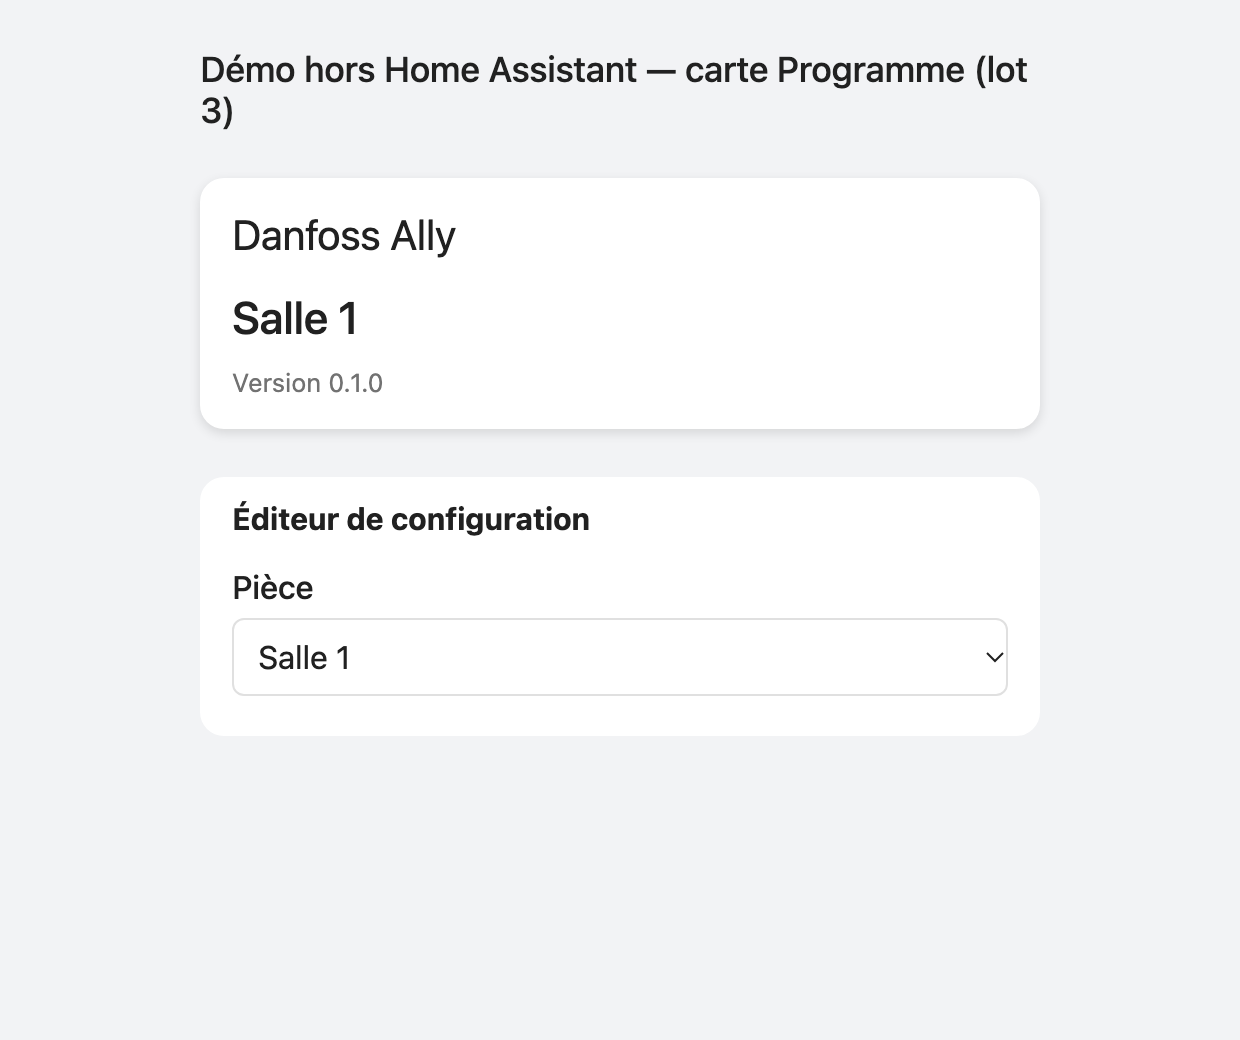 Démo hors Home Assistant — carte Programme (lot
3)
Danfoss Ally
Salle 1
Version 0.1.0
Éditeur de configuration
Pièce
Salle 1